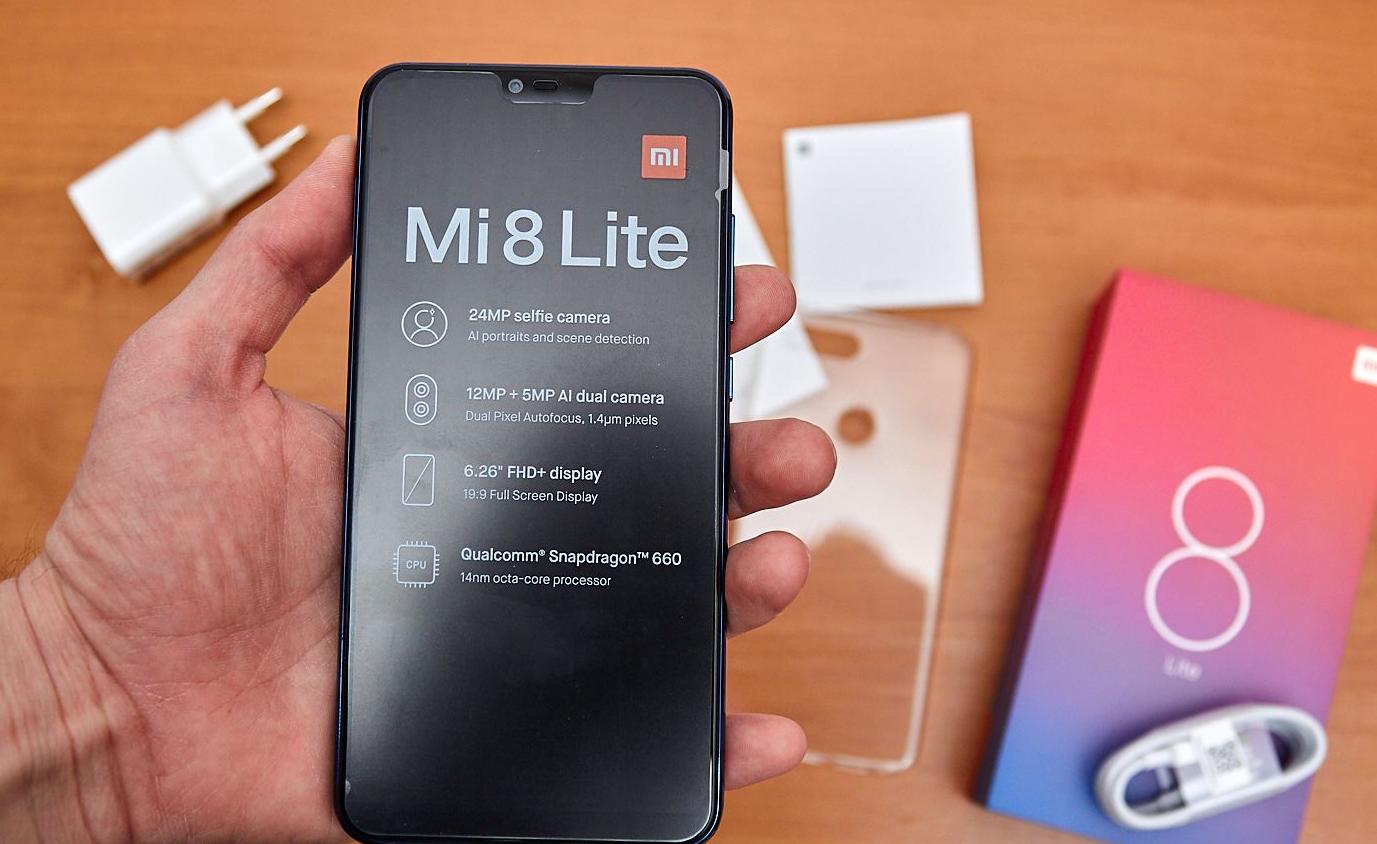 mi
Mi 8 Lite
24MP selfie camera
AI portraits and scene detection
12MP + 5MP AI dual camera
Dual Pixel Autofocus, 1.4µm pixels
6.26" FHD+ display
19:9 Full Screen Display
CPU
Qualcomm® Snapdragon™ 660
14nm octa-core processor
8
Lite